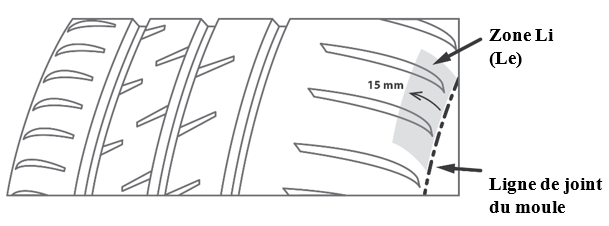 Zone Li
(Le)
15 mm
Ligne de joint
du moule